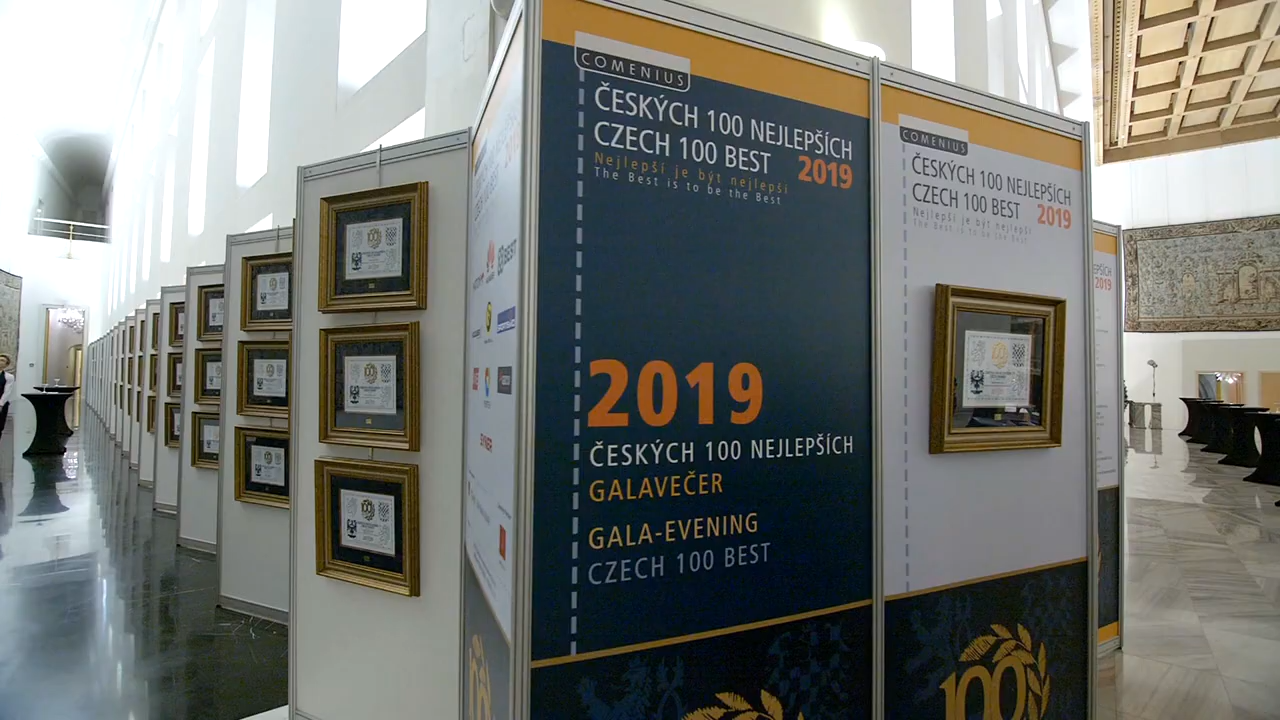 COMENIUS
ČESKÝCH 100 NEJLEPŠÍCH
CZECH 100 BEST
2019
Nejlepší je být nejlepší
The Best is to be the Best
2019
ČESKÝCH 100 NEJLEPŠÍCH
GALAVEČER
GALA-EVENING
CZECH 100 BEST
COMENIUS
ČESKÝCH 100 NEJLEPŠÍCH
CZECH 100 BEST
2019
Nejlepší je být nejlepší
The Best is to be the Best
100
2019
SYNER